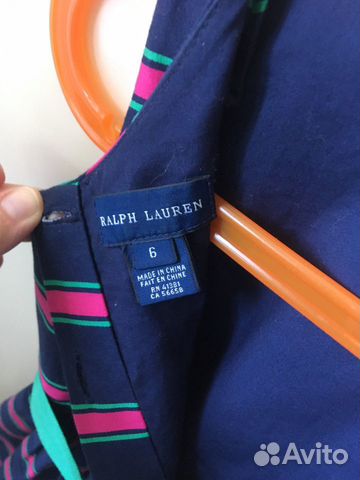 RALPH LAUREN
6
MADE IN CHINA
FAIT EN CHINE
RN 41381
CA 56658
Avito